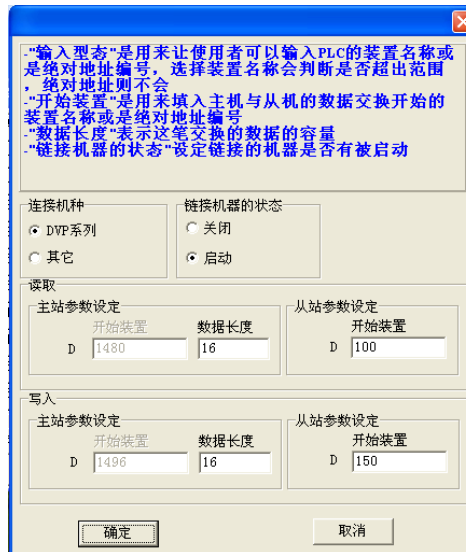 -"输入型态"是用来让使用者可以输入PLC的装置名称或
是绝对地址编号，选择装置名称会判断是否超出范围
，绝对地址则不会
-"开始装置"是用来填入主机与从机的数据交换开始的
装置名称或是绝对地址编号
-"数据长度"表示这笔交换的数据的容量
-"链接机器的状态"设定链接的机器是否有被启动
连接机种
链接机器的状态
DVP系列
关闭
其它
启动
读取
主站参数设定
从站参数设定
开始装置
数据长度
开始装置
D 1480
16
D 100
写入
主站参数设定
从站参数设定
开始装置
数据长度
开始装置
D 1496
16
D 150
确定
取消